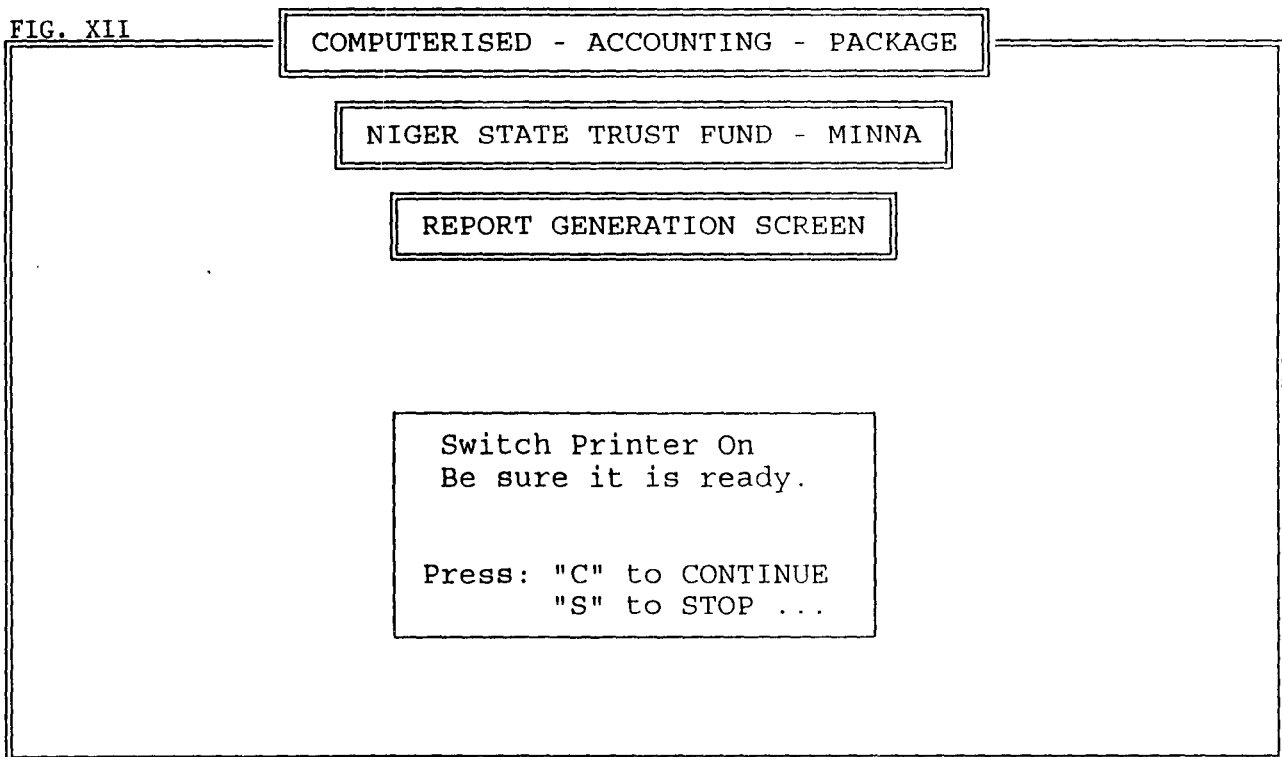 FIG. XII
COMPUTERISED - ACCOUNTING - PACKAGE
NIGER STATE TRUST FUND - MINNA
REPORT GENERATION SCREEN
Switch Printer On
Be sure it is ready.
Press: "C" to CONTINUE
"S" to STOP ...